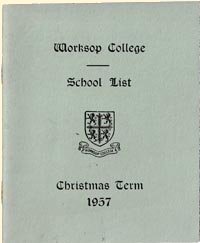 Worksop College
School List
Christmas Term
1957